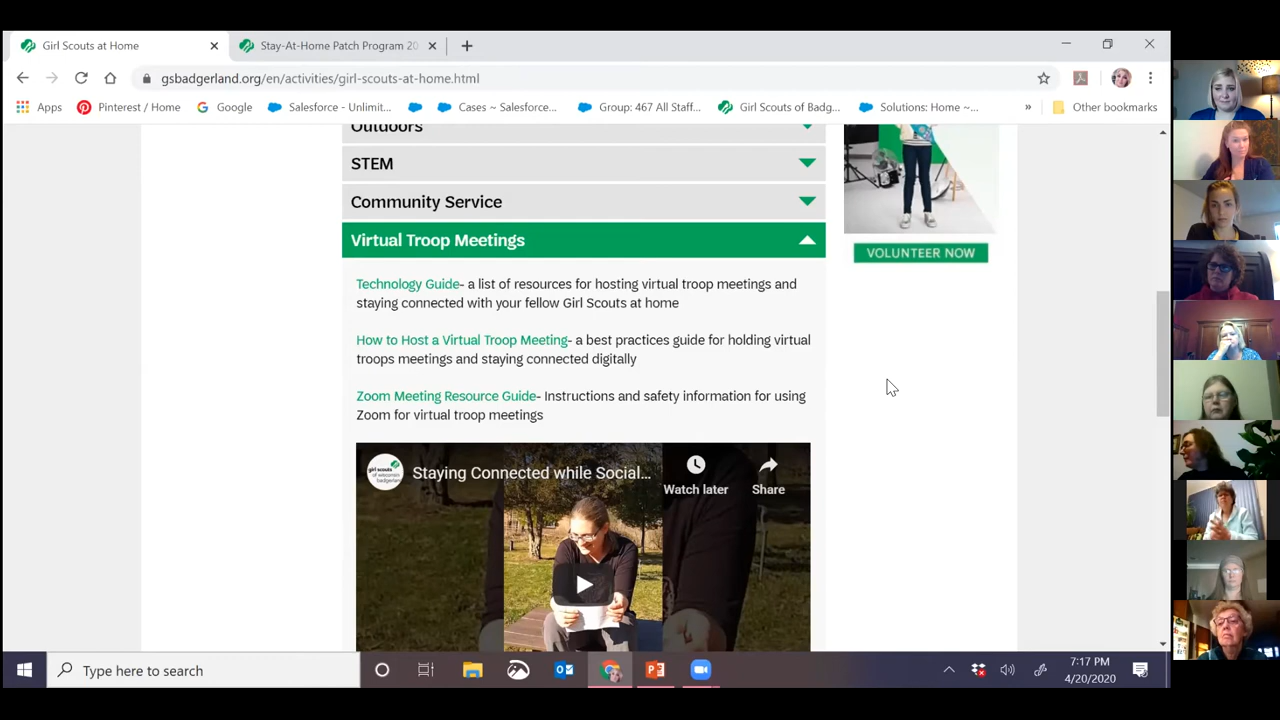 Girl Scouts at Home
Stay-At-Home Patch Program 20
gsbadgerland.org/en/activities/girl-scouts-at-home.html
Apps
Pinterest / Home
Google
Salesforce - Unlimit...
Cases ~ Salesforce...
Group: 467 All Staff...
Girl Scouts of Badg...
Solutions: Home ~...
»
Other bookmarks
Outdoors
STEM
Community Service
Virtual Troop Meetings
VOLUNTEER NOW
Technology Guide- a list of resources for hosting virtual troop meetings and
staying connected with your fellow Girl Scouts at home
How to Host a Virtual Troop Meeting- a best practices guide for holding virtual
troops meetings and staying connected digitally
Zoom Meeting Resource Guide- Instructions and safety information for using
Zoom for virtual troop meetings
girl scouts
of wisconsin
badgerland
Staying Connected while Social...
Watch later
Share
Type here to search
7:17 PM
4/20/2020